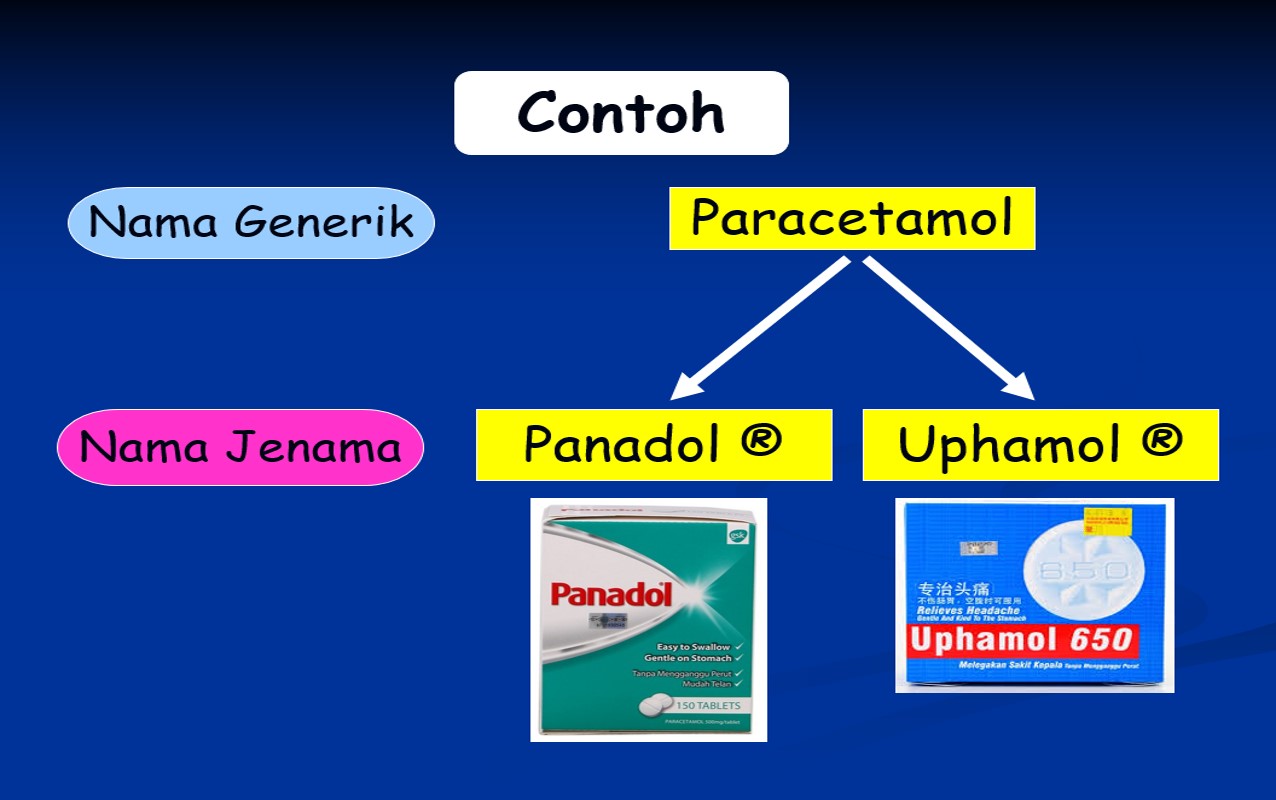 Contoh
Nama Generik
Paracetamol
Nama Jenama
Panadol ®
Uphamol ®
gsk
Panadol
Easy to Swallow
Gentle on Stomach
Tanpa Mengganggu Perut
Mudah Telan
150 TABLETS
PARACETAMOL 500mg/tablet
650
专治头痛
不伤肠胃，空腹时可服用
Relieves Headache
Gentle And Kind To The Stomach
Uphamol 650
Melegakan Sakit Kepala Tanpa Mengganggu Perut